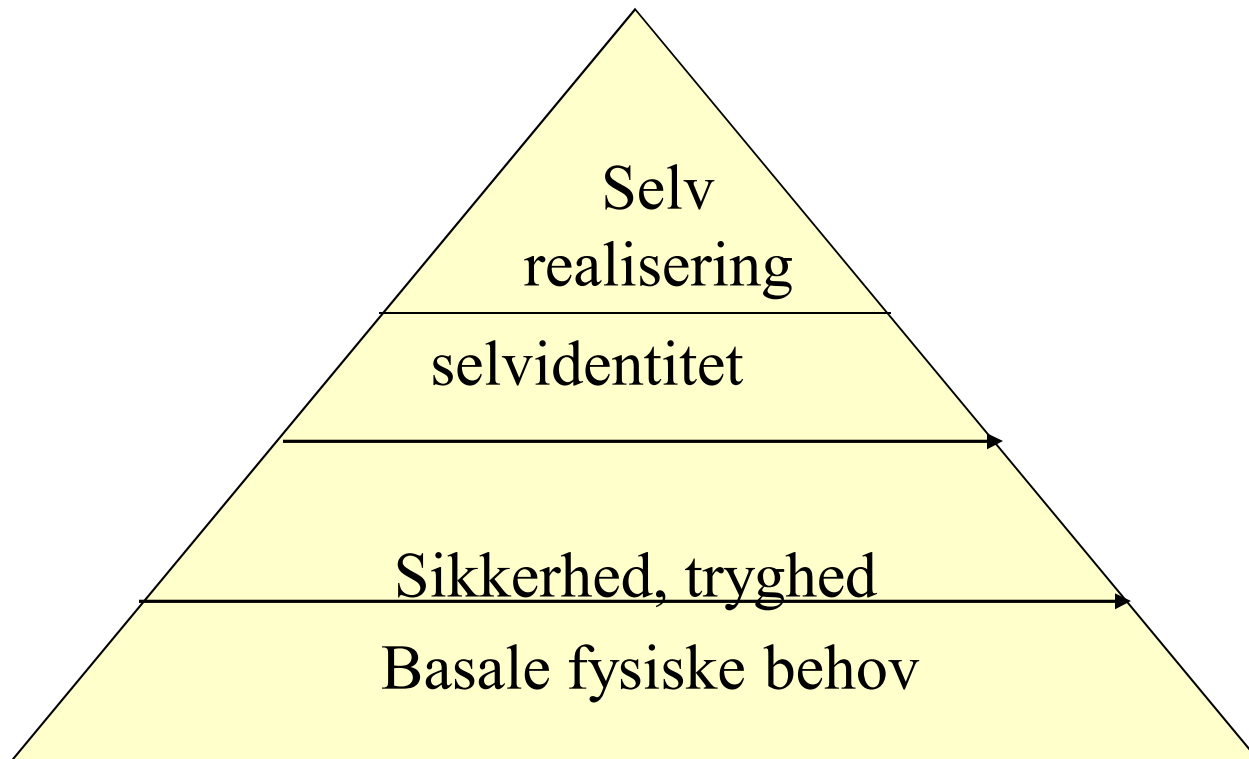 Selv
realisering
selvidentitet
Sikkerhed, tryghed
Basale fysiske behov